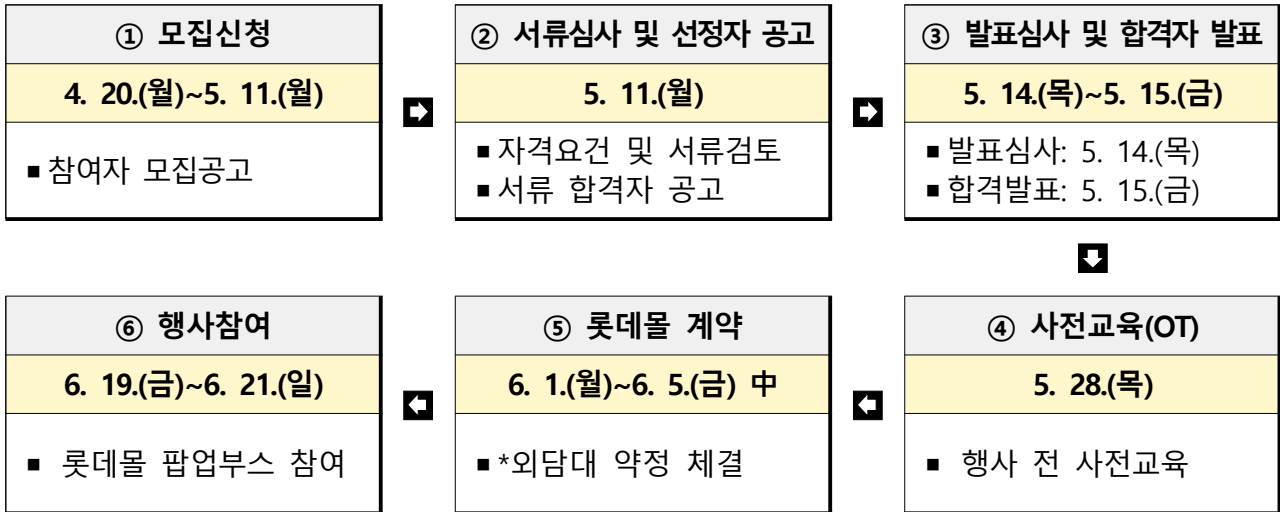 ① 모집신청
4. 20.(월)~5. 11.(월)
■ 참여자 모집공고
② 서류심사 및 선정자 공고
5. 11.(월)
■ 자격요건 및 서류검토
■ 서류 합격자 공고
③ 발표심사 및 합격자 발표
5. 14.(목)~5. 15.(금)
■ 발표심사: 5. 14.(목)
■ 합격발표: 5. 15.(금)
④ 사전교육(OT)
5. 28.(목)
■ 행사 전 사전교육
⑤ 롯데몰 계약
6. 1.(월)~6. 5.(금) 中
■ *외담대 약정 체결
⑥ 행사참여
6. 19.(금)~6. 21.(일)
■ 롯데몰 팝업부스 참여